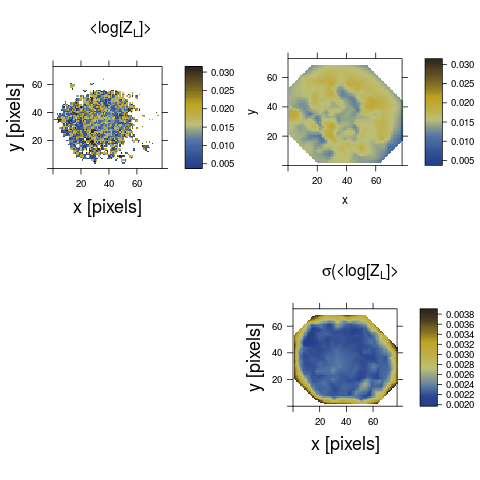 <log[Z_L]>
60
40
20
20 40 60
x [pixels]
y [pixels]
0.030
0.025
0.020
0.015
0.010
0.005
60
40
20
20 40 60
x
y
0.030
0.025
0.020
0.015
0.010
0.005
σ(<log[Z_L]>
60
40
20
20 40 60
x [pixels]
y [pixels]
0.0038
0.0036
0.0034
0.0032
0.0030
0.0028
0.0026
0.0024
0.0022
0.0020